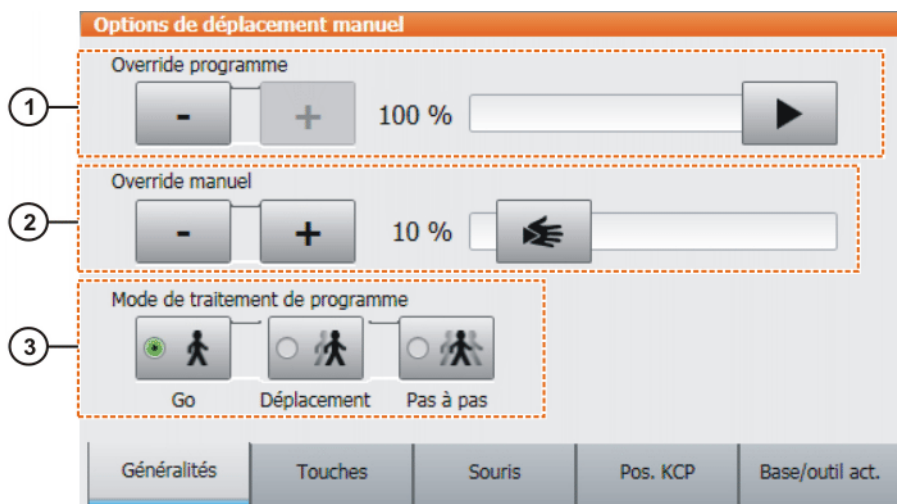 Options de déplacement manuel
Override programme
1
- + 100 %
Override manuel
2
- + 10 %
Mode de traitement de programme
3
Go Déplacement Pas à pas
Généralités Touches Souris Pos. KCP Base/outil act.